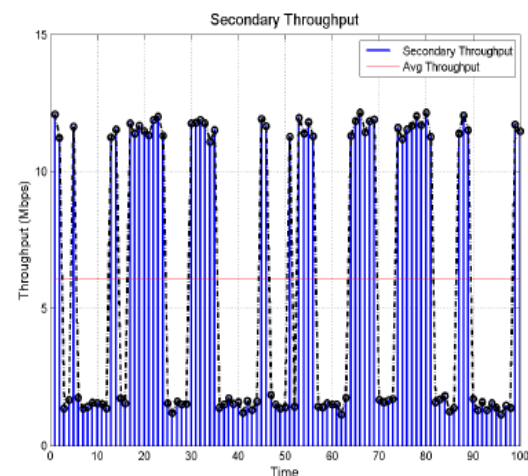 Secondary Throughput
15
Secondary Throughput
Avg Throughput
10
Throughput (Mbps)
5
0
0 10 20 30 40 50 60 70 80 90 100
Time